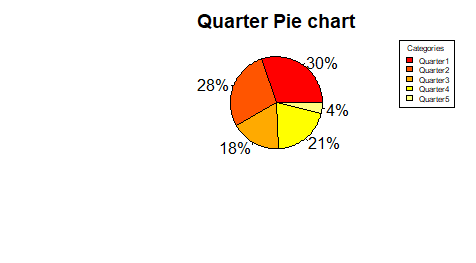 Quarter Pie chart
30%
28%
4%
18%
21%
Categories
Quarter1
Quarter2
Quarter3
Quarter4
Quarter5